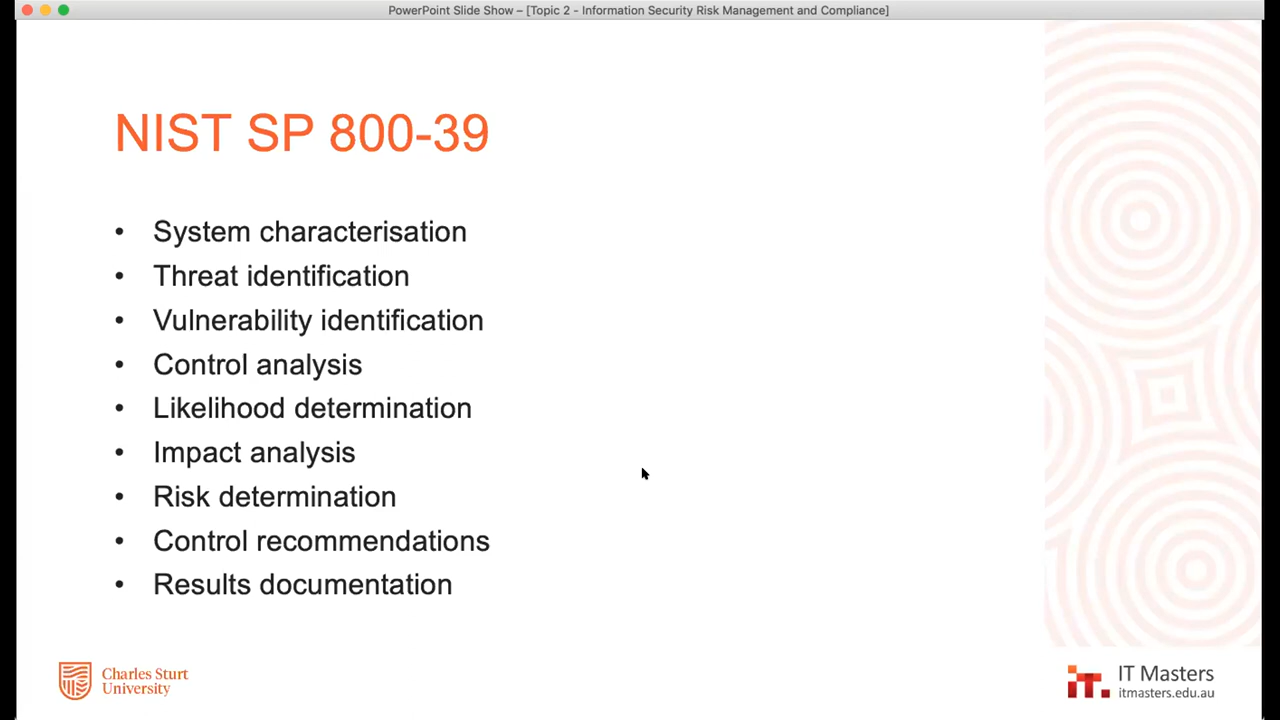 PowerPoint Slide Show – [Topic 2 - Information Security Risk Management and Compliance]
NIST SP 800-39
• System characterisation
• Threat identification
• Vulnerability identification
• Control analysis
• Likelihood determination
• Impact analysis
• Risk determination
• Control recommendations
• Results documentation
Charles Sturt
University
it.
IT Masters
itmasters.edu.au